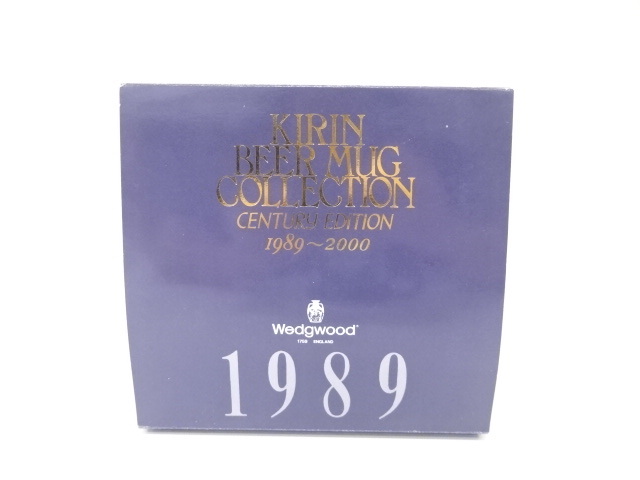 KIRIN
BEER MUG
COLLECTION
CENTURY EDITION
1989~2000
Wedgwood®
1759 ENGLAND
1989